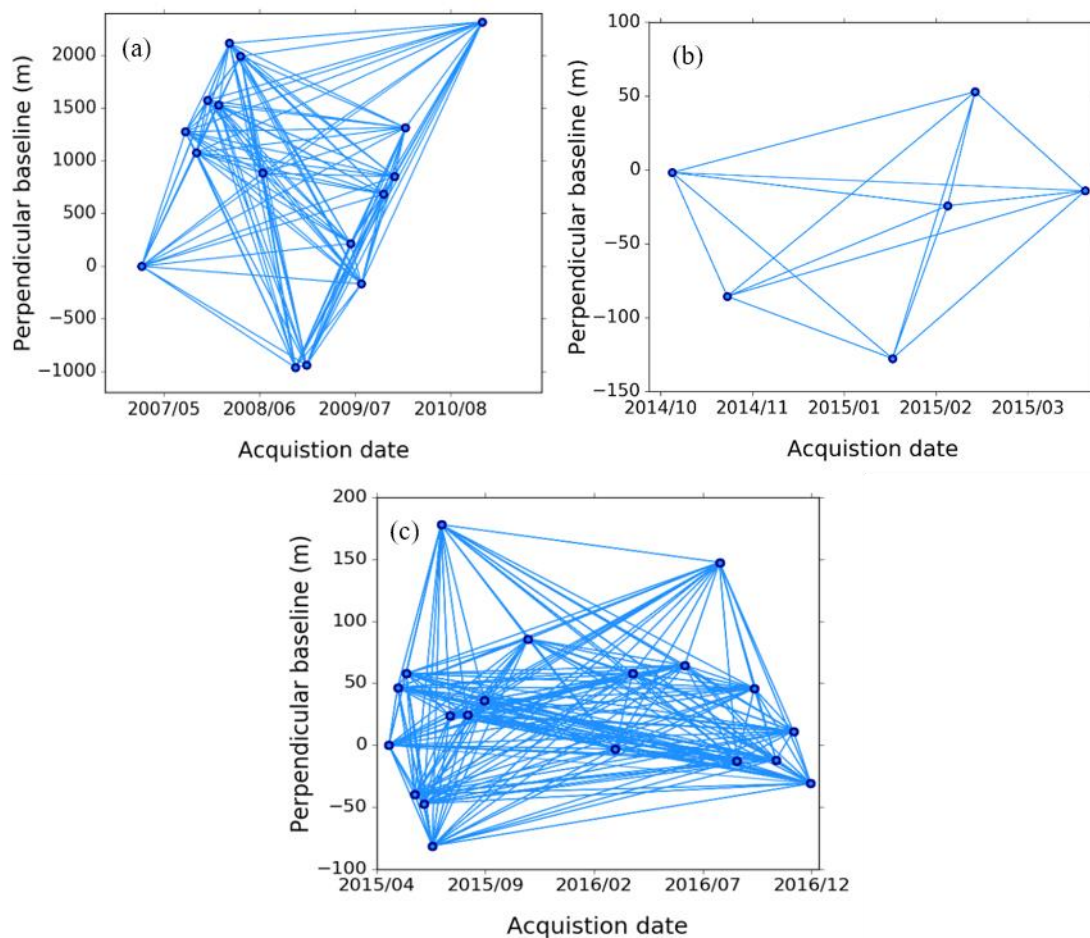 (a)
Perpendicular baseline (m)
2000
1500
1000
500
0
−500
−1000
2007/05 2008/06 2009/07 2010/08
Acquistion date
(b)
Perpendicular baseline (m)
100
50
0
−50
−100
−150
2014/10 2014/11 2015/01 2015/02 2015/03
Acquistion date
(c)
Perpendicular baseline (m)
200
150
100
50
0
−50
−100
2015/04 2015/09 2016/02 2016/07 2016/12
Acquistion date